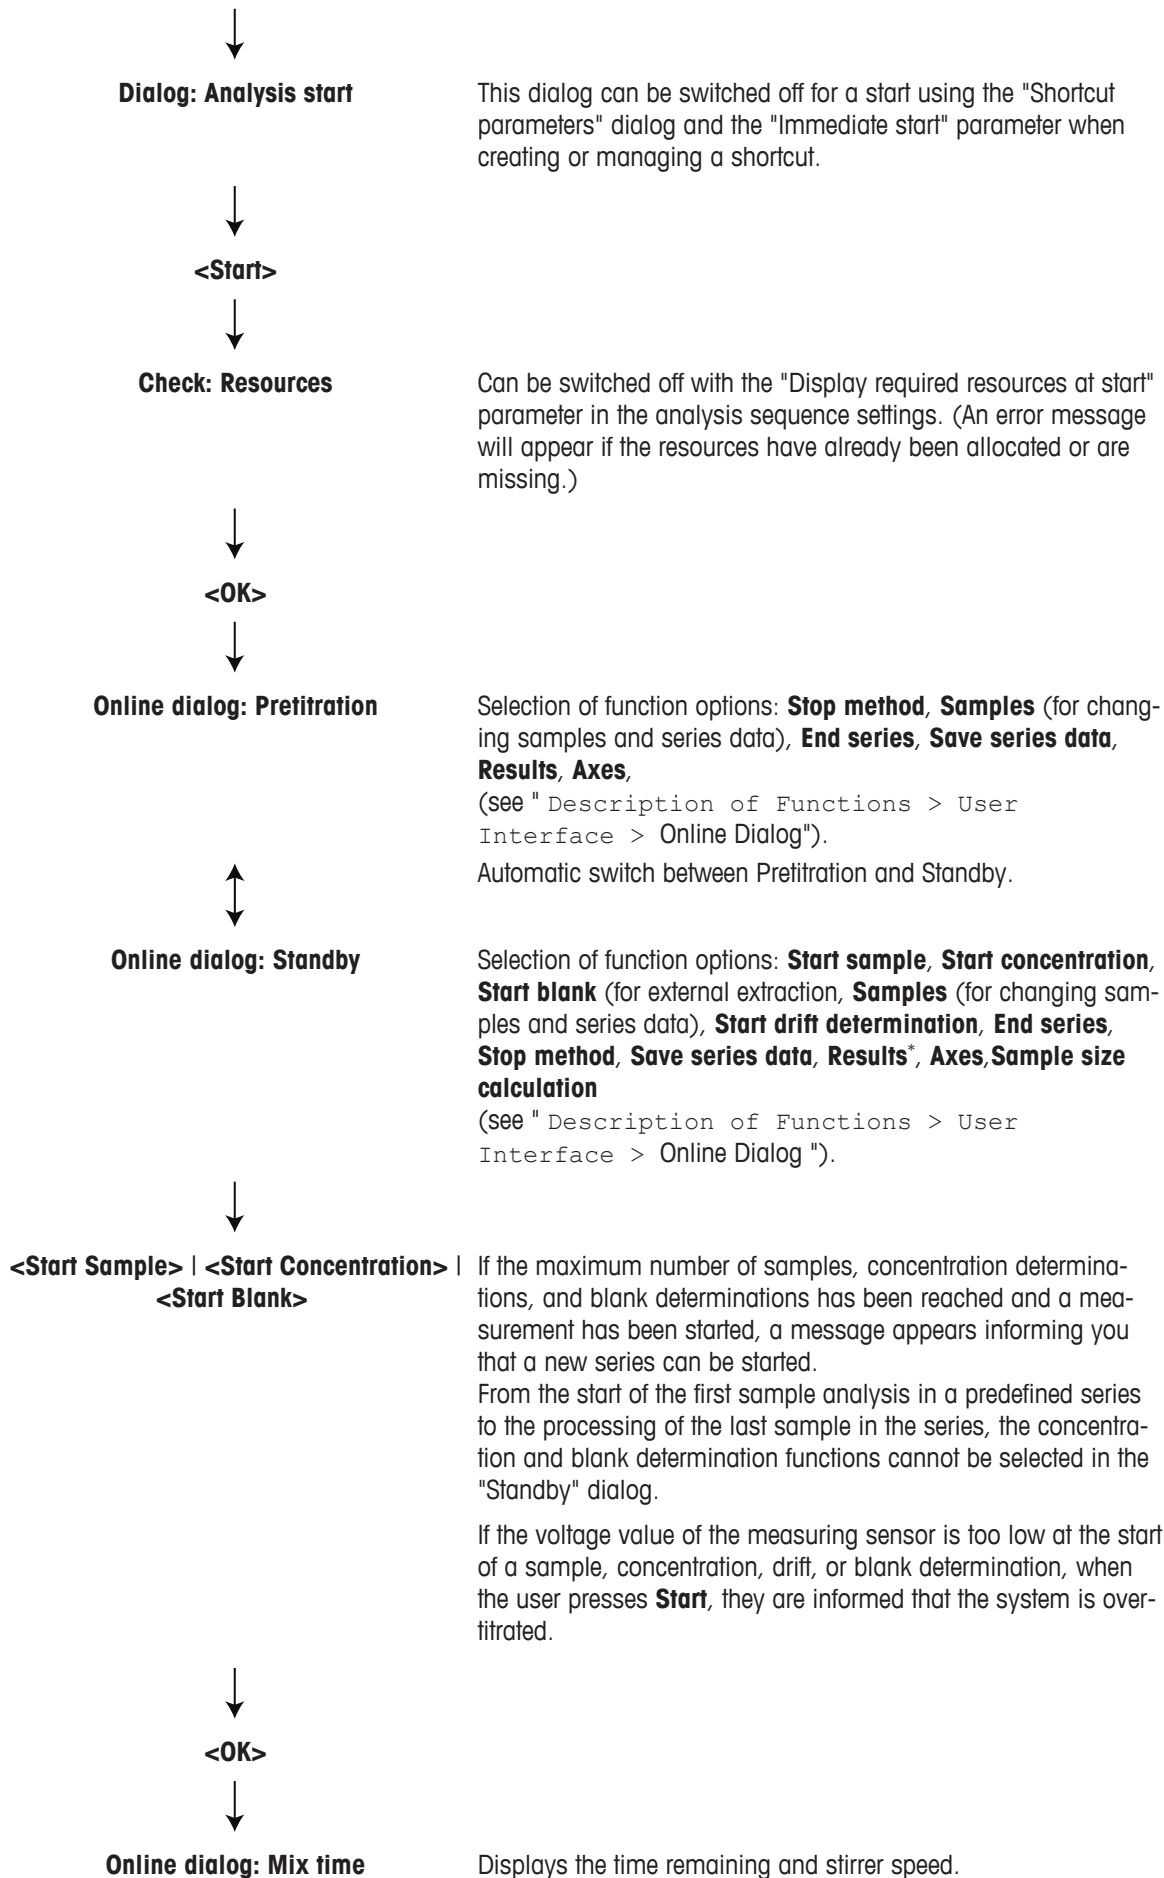 Dialog: Analysis start
This dialog can be switched off for a start using the "Shortcut
parameters" dialog and the "Immediate start" parameter when
creating or managing a shortcut.
<Start>
Check: Resources
Can be switched off with the "Display required resources at start"
parameter in the analysis sequence settings. (An error message
will appear if the resources have already been allocated or are
missing.)
<OK>
Online dialog: Pretitration
Selection of function options: Stop method, Samples (for chang-
ing samples and series data), End series, Save series data,
Results, Axes,
(see " Description of Functions > User
Interface > Online Dialog").
Automatic switch between Pretitration and Standby.
Online dialog: Standby
Selection of function options: Start sample, Start concentration,
Start blank (for external extraction, Samples (for changing sam-
ples and series data), Start drift determination, End series,
Stop method, Save series data, Results*, Axes,Sample size
calculation
(see " Description of Functions > User
Interface > Online Dialog ").
<Start Sample> | <Start Concentration> |
<Start Blank>
If the maximum number of samples, concentration determina-
tions, and blank determinations has been reached and a mea-
surement has been started, a message appears informing you
that a new series can be started.
From the start of the first sample analysis in a predefined series
to the processing of the last sample in the series, the concentra-
tion and blank determination functions cannot be selected in the
"Standby" dialog.
If the voltage value of the measuring sensor is too low at the start
of a sample, concentration, drift, or blank determination, when
the user presses Start, they are informed that the system is over-
titrated.
<OK>
Online dialog: Mix time
Displays the time remaining and stirrer speed.